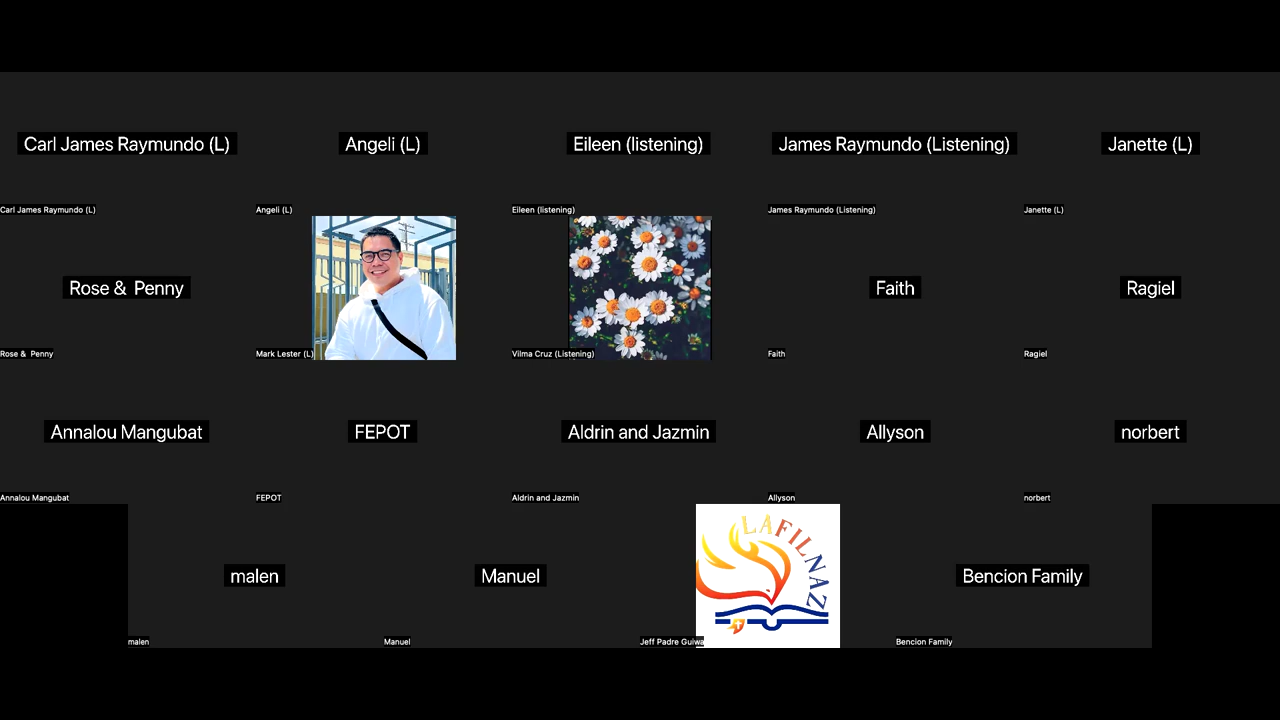 Carl James Raymundo (L)
Angeli (L)
Eileen (listening)
James Raymundo (Listening)
Janette (L)
Carl James Raymundo (L)
Angeli (L)
Eileen (listening)
James Raymundo (Listening)
Janette (L)
Rose & Penny
Faith
Ragiel
Rose & Penny
Mark Lester (L)
Vilma Cruz (Listening)
Faith
Ragiel
Annalou Mangubat
FEPOT
Aldrin and Jazmin
Allyson
norbert
Annalou Mangubat
FEPOT
Aldrin and Jazmin
Allyson
norbert
LAFILNAZ
malen
Manuel
Bencion Family
malen
Manuel
Jeff Padre Guiwa
Bencion Family